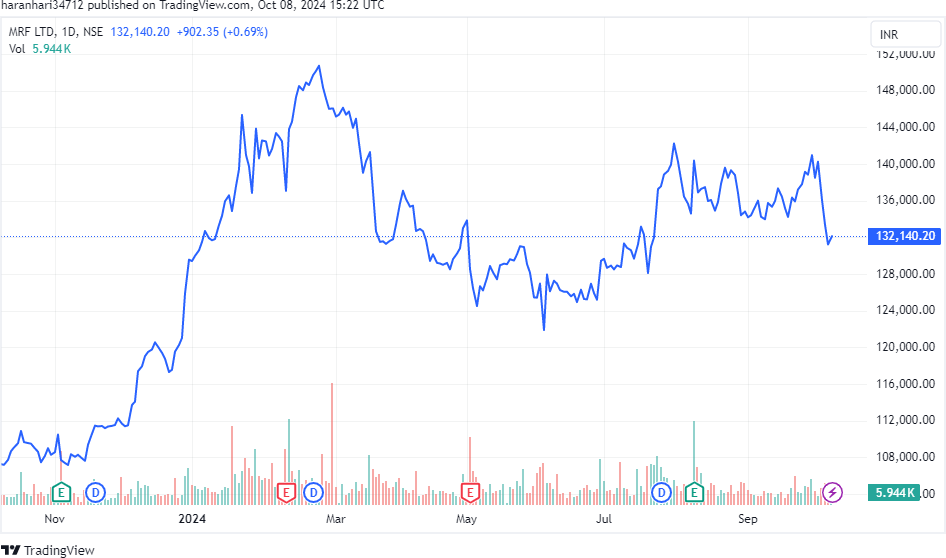 haranhari34712 published on TradingView.com, Oct 08, 2024 15:22 UTC
MRF LTD, 1D, NSE 132,140.20 +902.35 (+0.69%)
Vol 5.944K
INR
152,000.00
148,000.00
144,000.00
140,000.00
136,000.00
132,140.20
128,000.00
124,000.00
120,000.00
116,000.00
112,000.00
108,000.00
5.944K
E D E D E D E
Nov 2024 Mar May Jul Sep
TradingView